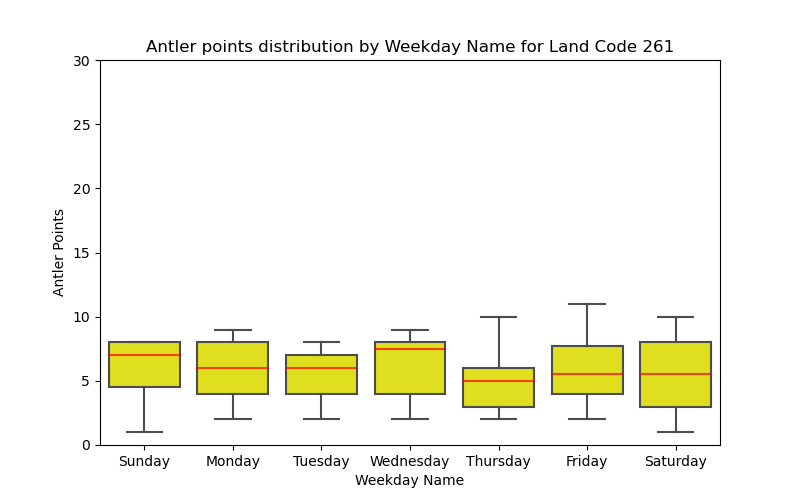 Antler points distribution by Weekday Name for Land Code 261
30
25
20
15
10
5
0
Antler Points
Sunday Monday Tuesday Wednesday Thursday Friday Saturday
Weekday Name